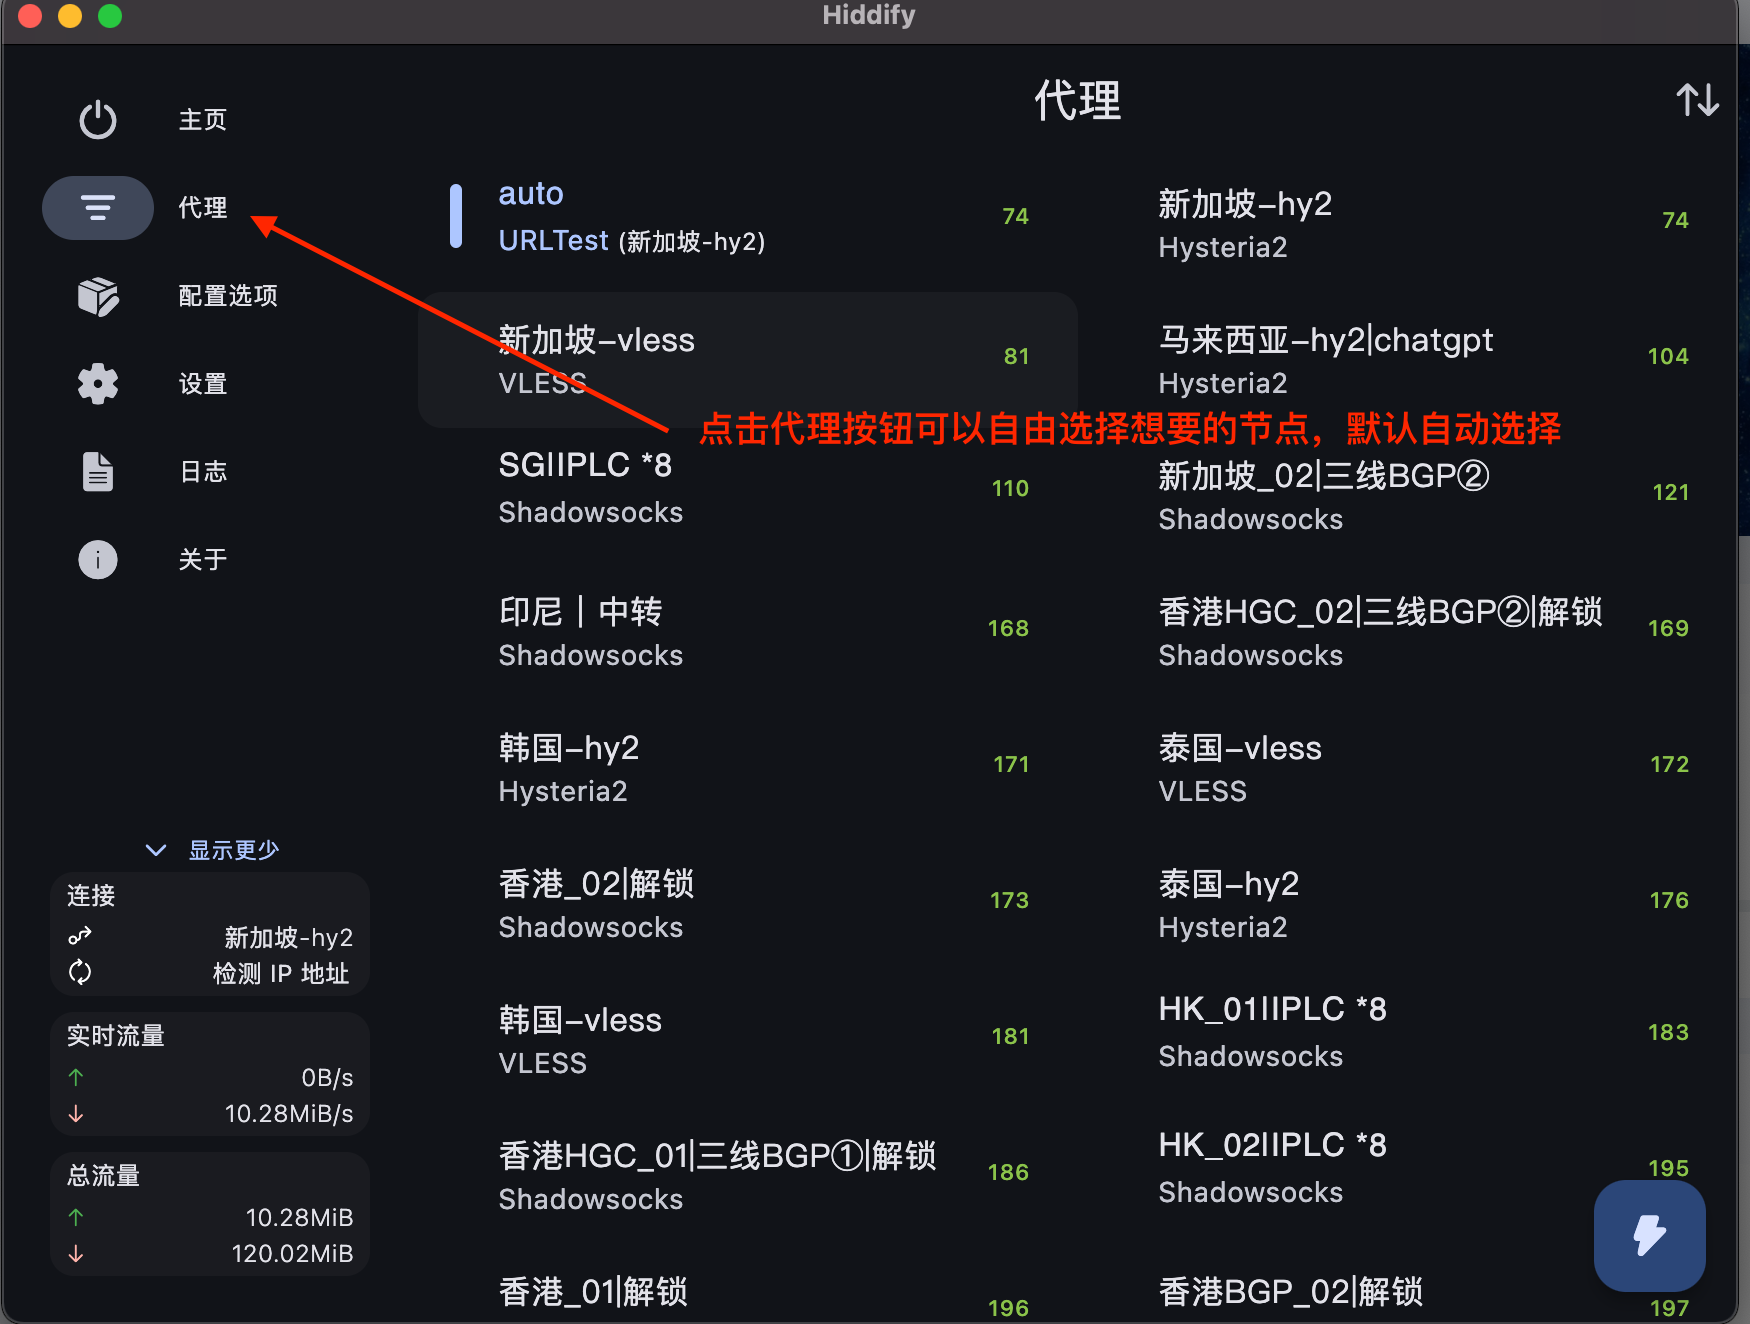 Hiddify
主页
代理
配置选项
设置
日志
关于
显示更少
连接
新加坡-hy2
检测 IP 地址
实时流量
↑ 0B/s
↓ 10.28MiB/s
总流量
↑ 10.28MiB
↓ 120.02MiB
代理
auto
URLTest (新加坡-hy2)
74
新加坡-hy2
Hysteria2
74
新加坡-vless
VLESS
81
马来西亚-hy2|chatgpt
Hysteria2
104
点击代理按钮可以自由选择想要的节点，默认自动选择
SG|IPLC *8
Shadowsocks
110
新加坡_02|三线BGP②
Shadowsocks
121
印尼｜中转
Shadowsocks
168
香港HGC_02|三线BGP②|解锁
Shadowsocks
169
韩国-hy2
Hysteria2
171
泰国-vless
VLESS
172
香港_02|解锁
Shadowsocks
173
泰国-hy2
Hysteria2
176
韩国-vless
VLESS
181
HK_01|IPLC *8
Shadowsocks
183
香港HGC_01|三线BGP①|解锁
Shadowsocks
186
HK_02|IPLC *8
Shadowsocks
195
香港_01|解锁
196
香港BGP_02|解锁
197